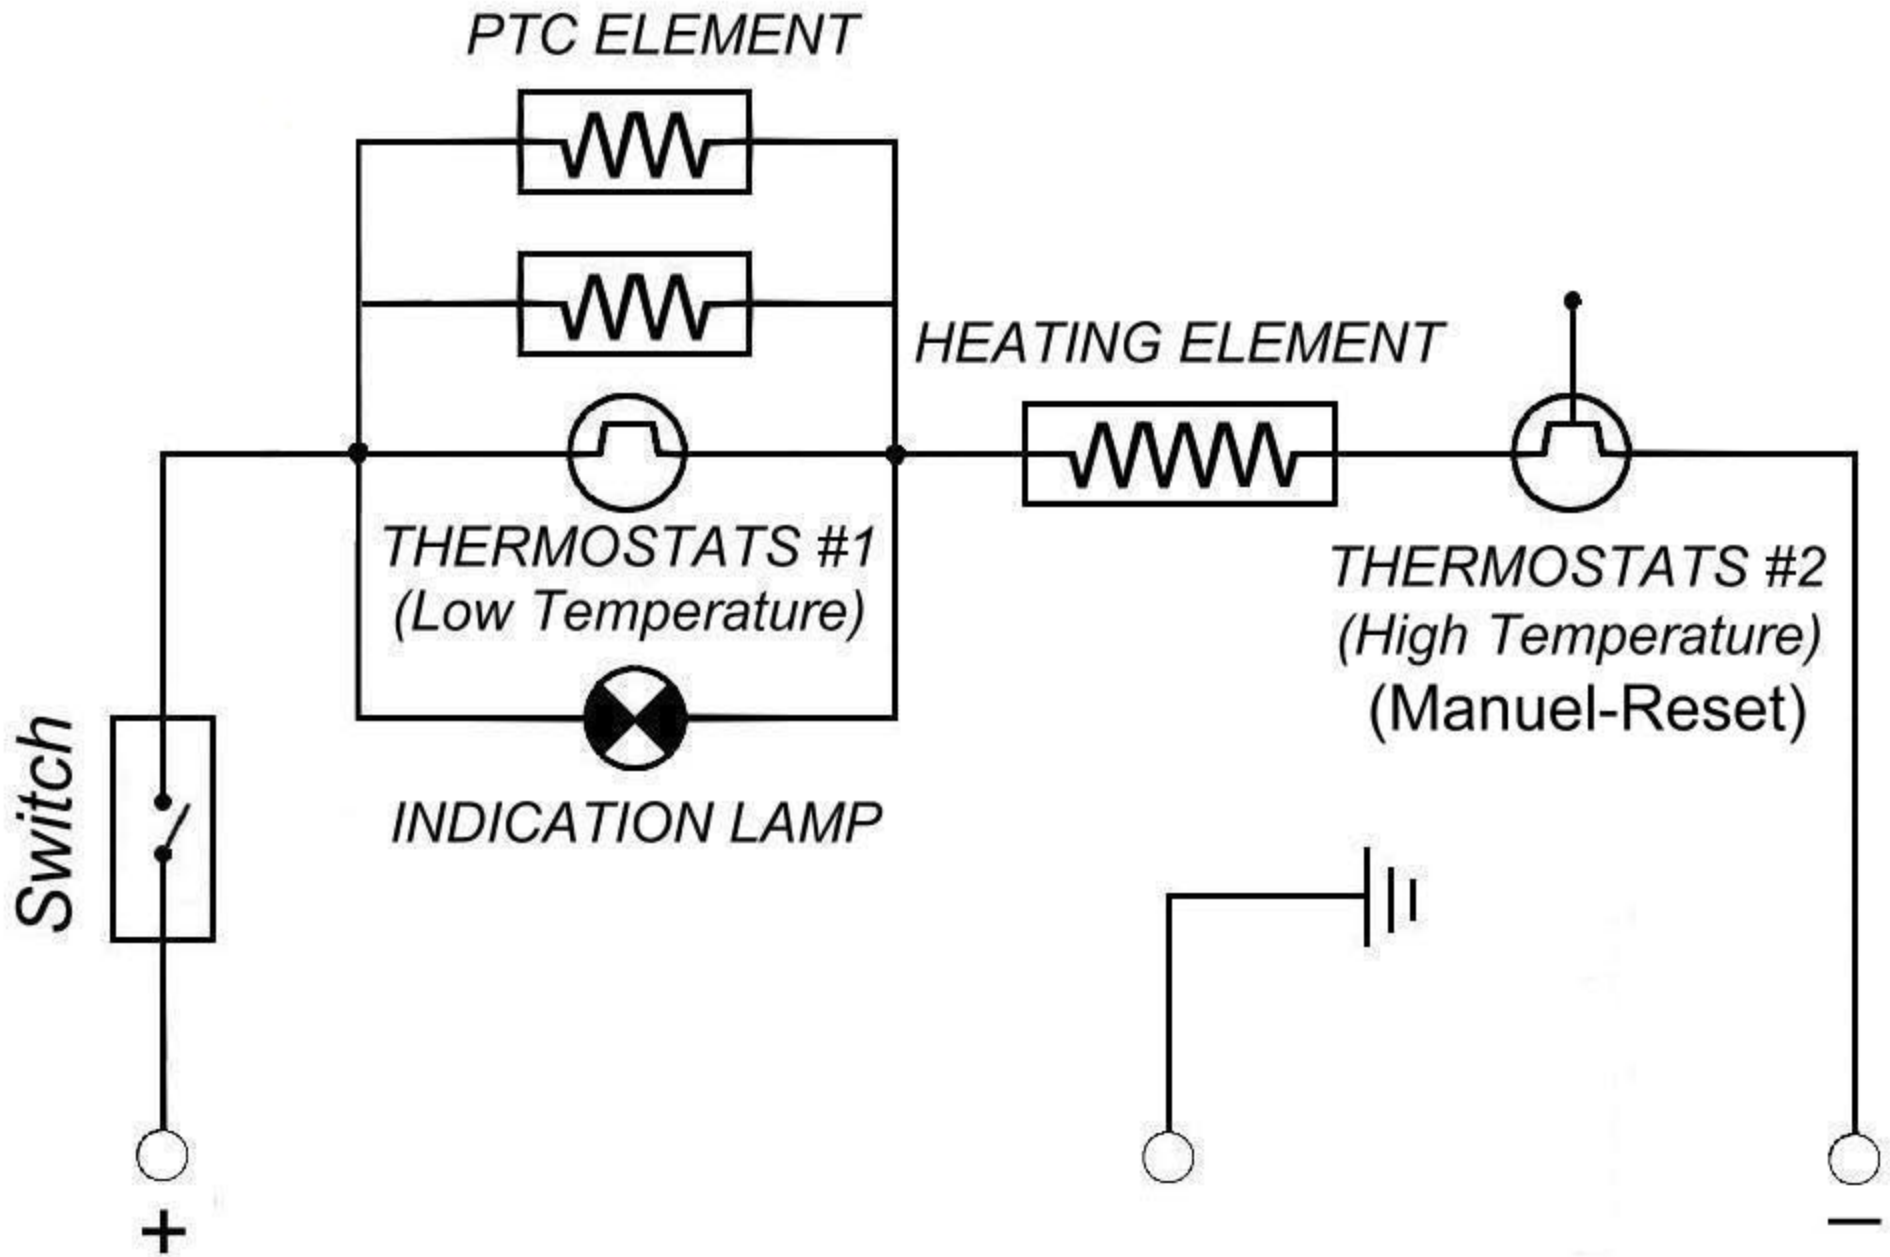 PTC ELEMENT
HEATING ELEMENT
THERMOSTATS #1
(Low Temperature)
THERMOSTATS #2
(High Temperature)
(Manuel-Reset)
Switch
INDICATION LAMP
+
−